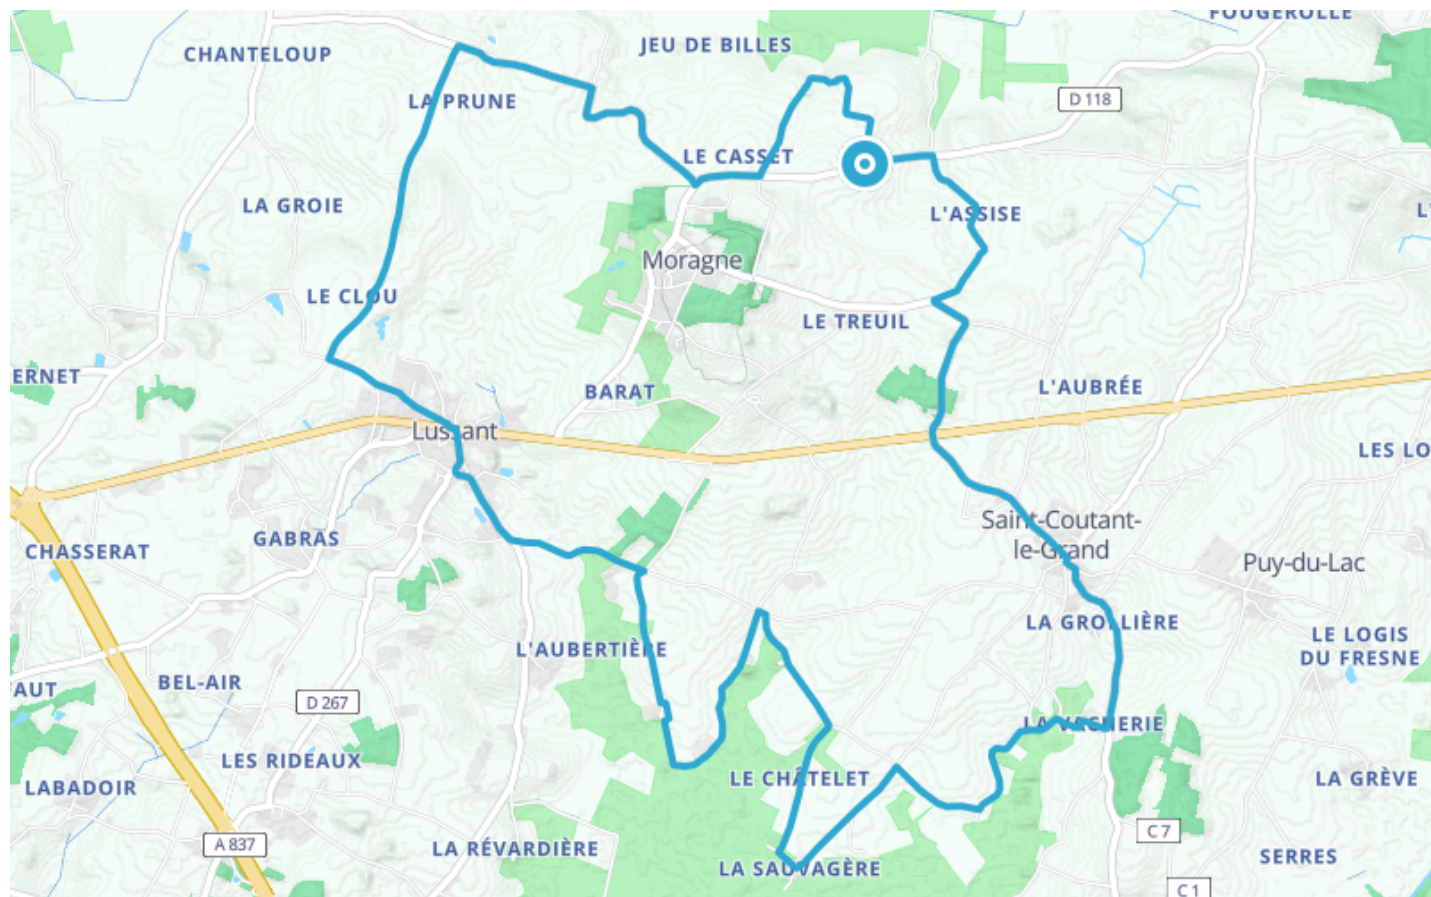 FOUGEROLLE
JEU DE BILLES
CHANTELOUP
D 118
LA PRUNE
LE CASSET
LA GROIE
L'ASSISE
Moragne
LE CLOU
LE TREUIL
ERNET
L'AUBRÉE
BARAT
Lussant
LES LO
Saint-Coutant-
le-Grand
GABRAS
CHASSERAT
Puy-du-Lac
LA GROLLIÈRE
LE LOGIS
DU FRESNE
L'AUBERTIÈRE
BEL-AIR
FAUT
D 267
LA VACHERIE
LES RIDEAUX
LE CHÂTELET
LA GRÈVE
LABADOIR
C 7
A 837
LA RÉVARDIÈRE
SERRES
LA SAUVAGÈRE
C 1